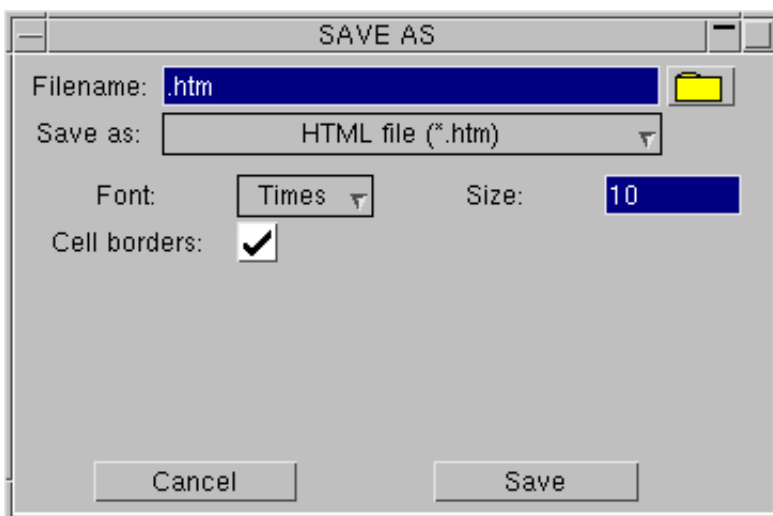 SAVE AS
Filename: .htm
Save as: HTML file (*.htm)
Font: Times Size: 10
Cell borders:
Cancel Save